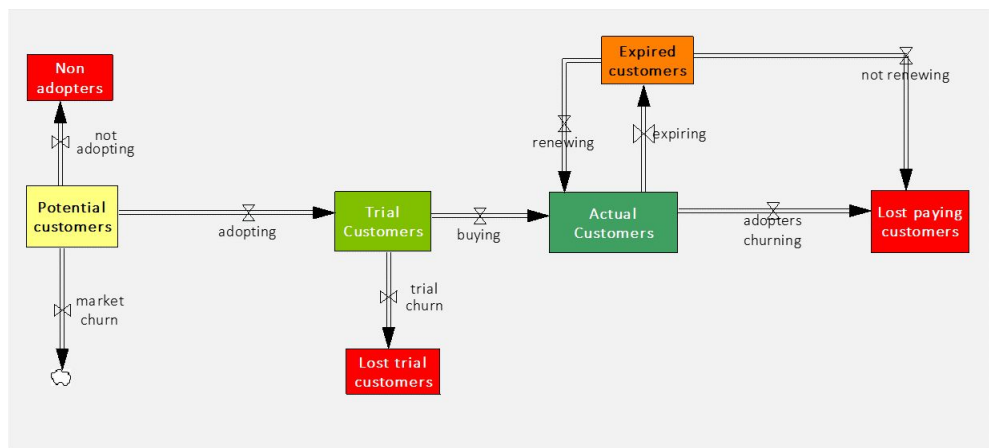 Non
adopters
not
adopting
Potential
customers
market
churn
adopting
Trial
Customers
trial
churn
Lost trial
customers
buying
Actual
Customers
renewing
expiring
Expired
customers
not renewing
adopters
churning
Lost paying
customers